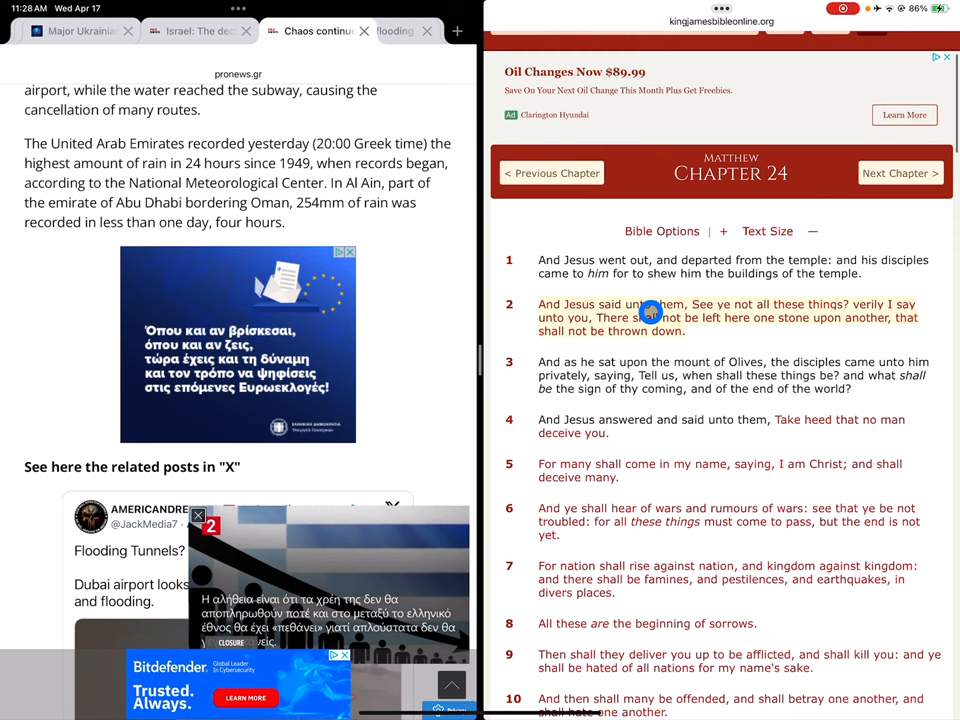 11:28 AM Wed Apr 17
86%
Major Ukrainia
Israel: The dec
Chaos continue
flooding
pronews.gr
airport, while the water reached the subway, causing the
cancellation of many routes.
The United Arab Emirates recorded yesterday (20:00 Greek time) the
highest amount of rain in 24 hours since 1949, when records began,
according to the National Meteorological Center. In Al Ain, part of
the emirate of Abu Dhabi bordering Oman, 254mm of rain was
recorded in less than one day, four hours.
Όπου και αν βρίσκεσαι,
όπου και αν ζεις,
τώρα έχεις και τη δύναμη
και τον τρόπο να ψηφίσεις
στις επόμενες Ευρωεκλογές!
ΕΛΛΗΝΙΚΗ ΔΗΜΟΚΡΑΤΙΑ
See here the related posts in "X"
AMERICANDRE
@JackMedia7 ·
Flooding Tunnels?
Dubai airport looks
and flooding.
2
Η αλήθεια είναι ότι τα χρέη της δεν θα
αποπληρωθούν ποτέ και στο μεταξύ το ελληνικό
έθνος θα έχει «πεθάνει» γιατί απλούστατα δεν θα
CLOSURE
Bitdefender.
Global Leader
In Cybersecurity
Trusted.
Always.
LEARN MORE
kingjamesbibleonline.org
Oil Changes Now $89.99
Save On Your Next Oil Change This Month Plus Get Freebies.
Ad Clarington Hyundai
Learn More
< Previous Chapter
MATTHEW
CHAPTER 24
Next Chapter >
Bible Options | + Text Size —
1 And Jesus went out, and departed from the temple: and his disciples
came to him for to shew him the buildings of the temple.
2 And Jesus said unto them, See ye not all these things? verily I say
unto you, There shall not be left here one stone upon another, that
shall not be thrown down.
3 And as he sat upon the mount of Olives, the disciples came unto him
privately, saying, Tell us, when shall these things be? and what shall
be the sign of thy coming, and of the end of the world?
4 And Jesus answered and said unto them, Take heed that no man
deceive you.
5 For many shall come in my name, saying, I am Christ; and shall
deceive many.
6 And ye shall hear of wars and rumours of wars: see that ye be not
troubled: for all these things must come to pass, but the end is not
yet.
7 For nation shall rise against nation, and kingdom against kingdom:
and there shall be famines, and pestilences, and earthquakes, in
divers places.
8 All these are the beginning of sorrows.
9 Then shall they deliver you up to be afflicted, and shall kill you: and ye
shall be hated of all nations for my name's sake.
10 And then shall many be offended, and shall betray one another, and
shall hate one another.